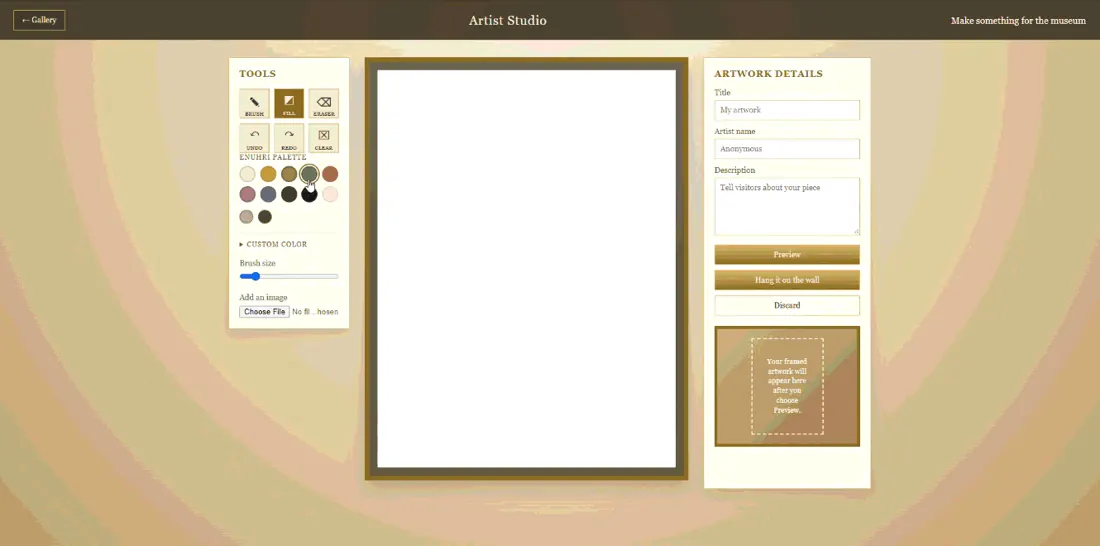 ← Gallery
Artist Studio
Make something for the museum
TOOLS
BRUSH
FILL
ERASER
UNDO
REDO
CLEAR
ENUHRI PALETTE
▸ CUSTOM COLOR
Brush size
Add an image
Choose File No fil...hosen
ARTWORK DETAILS
Title
My artwork
Artist name
Anonymous
Description
Tell visitors about your piece
Preview
Hang it on the wall
Discard
Your framed
artwork will
appear here
after you
choose
Preview.